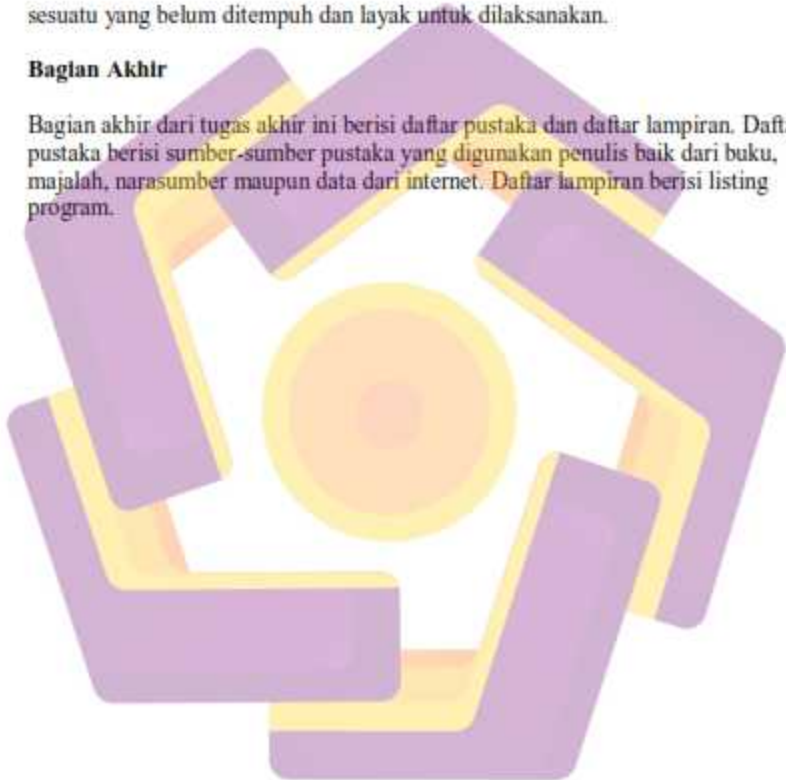 sesuatu yang belum ditempuh dan layak untuk dilaksanakan.
Bagian Akhir
Bagian akhir dari tugas akhir ini berisi daftar pustaka dan daftar lampiran. Daft
pustaka berisi sumber-sumber pustaka yang digunakan penulis baik dari buku,
majalah, narasumber maupun data dari internet. Daftar lampiran berisi listing
program.